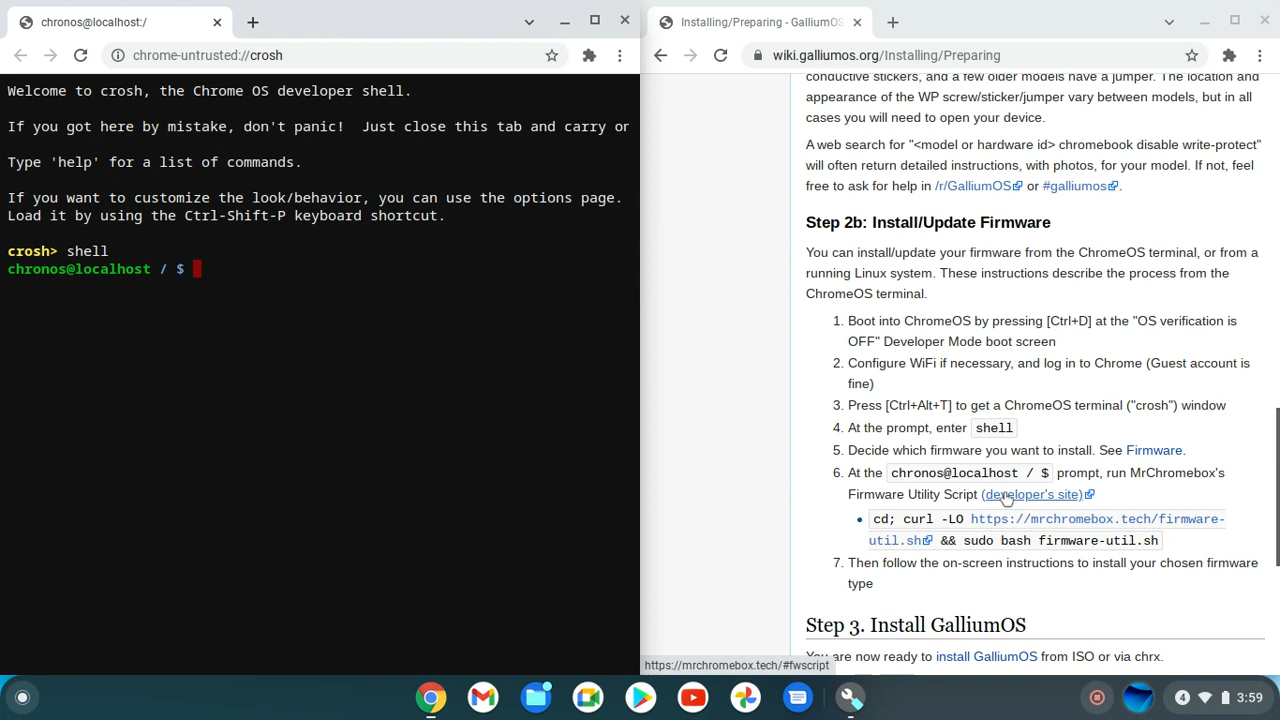 chronos@localhost:/
chrome-untrusted://crosh
Welcome to crosh, the Chrome OS developer shell.
If you got here by mistake, don't panic!  Just close this tab and carry on
Type 'help' for a list of commands.
If you want to customize the look/behavior, you can use the options page.
Load it by using the Ctrl-Shift-P keyboard shortcut.
crosh> shell
chronos@localhost / $
Installing/Preparing - GalliumOS
wiki.galliumos.org/Installing/Preparing
conductive stickers, and a few older models have a jumper. The location and
appearance of the WP screw/sticker/jumper vary between models, but in all
cases you will need to open your device.
A web search for "<model or hardware id> chromebook disable write-protect"
will often return detailed instructions, with photos, for your model. If not, feel
free to ask for help in /r/GalliumOS or #galliumos.
Step 2b: Install/Update Firmware
You can install/update your firmware from the ChromeOS terminal, or from a
running Linux system. These instructions describe the process from the
ChromeOS terminal.
1. Boot into ChromeOS by pressing [Ctrl+D] at the "OS verification is
OFF" Developer Mode boot screen
2. Configure WiFi if necessary, and log in to Chrome (Guest account is
fine)
3. Press [Ctrl+Alt+T] to get a ChromeOS terminal ("crosh") window
4. At the prompt, enter shell
5. Decide which firmware you want to install. See Firmware.
6. At the chronos@localhost / $ prompt, run MrChromebox's
Firmware Utility Script (developer's site)
• cd; curl -LO https://mrchromebox.tech/firmware-
util.sh && sudo bash firmware-util.sh
7. Then follow the on-screen instructions to install your chosen firmware
type
Step 3. Install GalliumOS
You are now ready to install GalliumOS from ISO or via chrx.
https://mrchromebox.tech/#fwscript
4
3:59